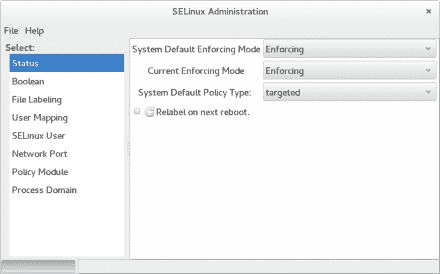 SELinux Administration
File Help
Select:
Status
Boolean
File Labeling
User Mapping
SELinux User
Network Port
Policy Module
Process Domain
System Default Enforcing Mode Enforcing
Current Enforcing Mode Enforcing
System Default Policy Type: targeted
Relabel on next reboot.